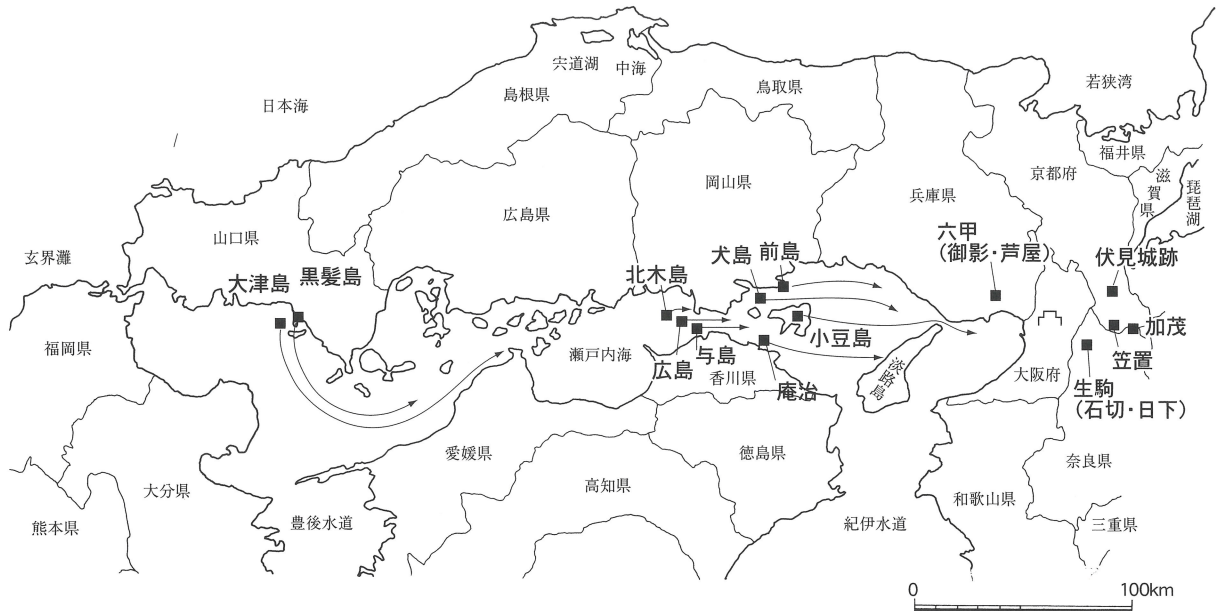 宍道湖
中海
鳥取県
若狭湾
島根県
日本海
福井県
京都府
滋賀県
琵琶湖
岡山県
兵庫県
広島県
山口県
玄界灘
六甲
(御影・芦屋)
伏見城跡
犬島
前島
北木島
黒髪島
大津島
加茂
小豆島
笠置
福岡県
瀬戸内海
与島
広島
香川県
淡路島
大阪府
庵治
生駒
(石切・日下)
愛媛県
徳島県
奈良県
高知県
大分県
和歌山県
熊本県
豊後水道
紀伊水道
三重県
0
100km